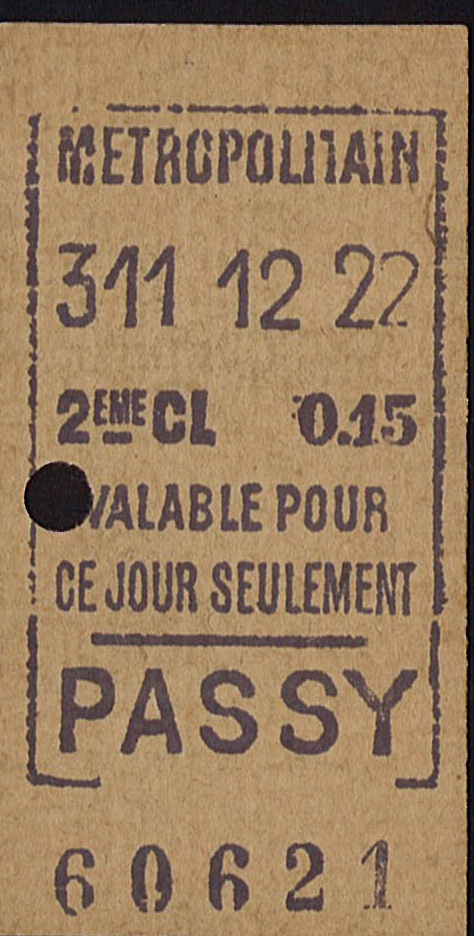 METROPOLITAIN
311 12 22
2EME CL 0.15
VALABLE POUR
CE JOUR SEULEMENT
PASSY
60621